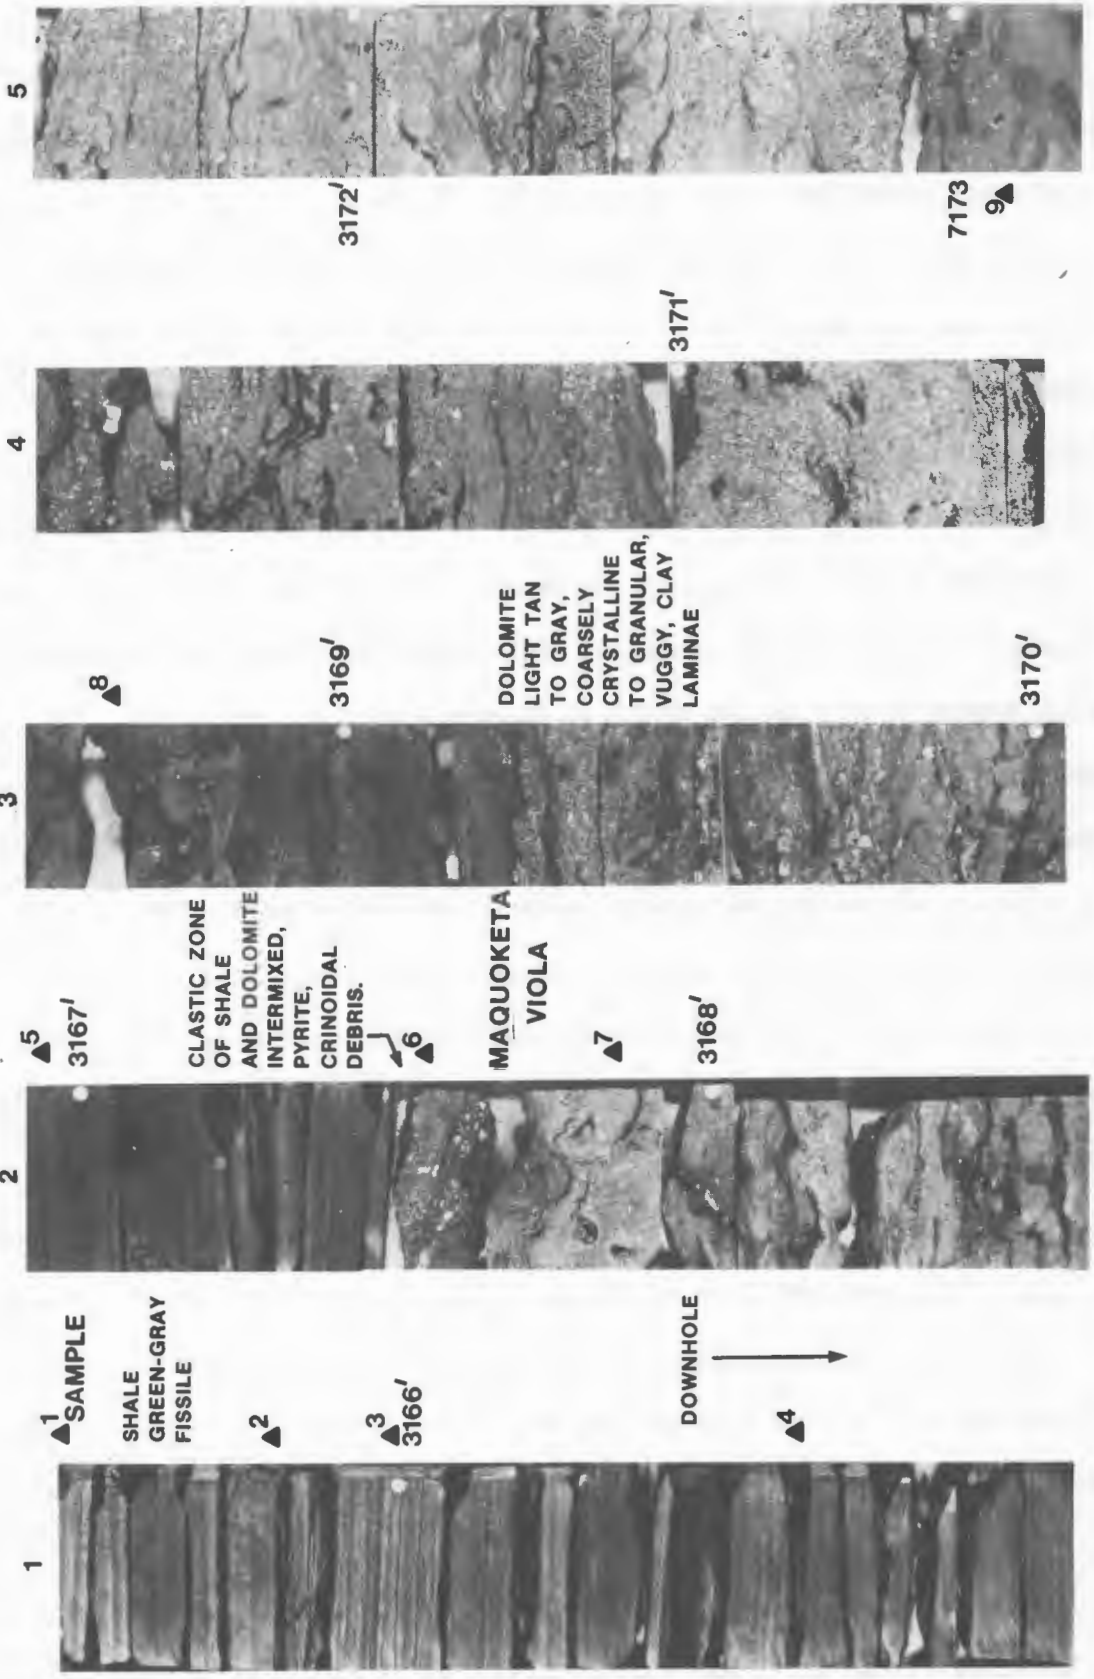 1
▲1
SAMPLE
SHALE
GREEN-GRAY
FISSILE
▲2
▲3
3166'
DOWNHOLE
▲4
2
▲5
3167'
CLASTIC ZONE
OF SHALE
AND DOLOMITE
INTERMIXED,
PYRITE,
CRINOIDAL
DEBRIS.
▲6
MAQUOKETA
VIOLA
▲7
3168'
3
▲8
3169'
DOLOMITE
LIGHT TAN
TO GRAY,
COARSELY
CRYSTALLINE
TO GRANULAR,
VUGGY, CLAY
LAMINAE
3170'
4
3171'
5
3172'
7173
9▲